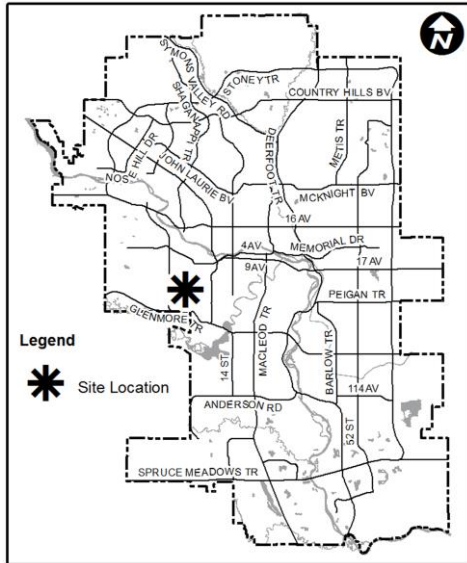 N
SYMONS VALLEY RD
STONEY TR
COUNTRY HILLS BV
SHAGANAPPI TR
DEERFOOT TR
METIS TR
NOSE HILL DR
JOHN LAURIE BV
MCKNIGHT BV
16 AV
4 AV
MEMORIAL DR
9 AV
17 AV
PEIGAN TR
GLENMORE TR
Legend
Site Location
14 ST
MACLEOD TR
BARLOW TR
114 AV
ANDERSON RD
52 ST
SPRUCE MEADOWS TR